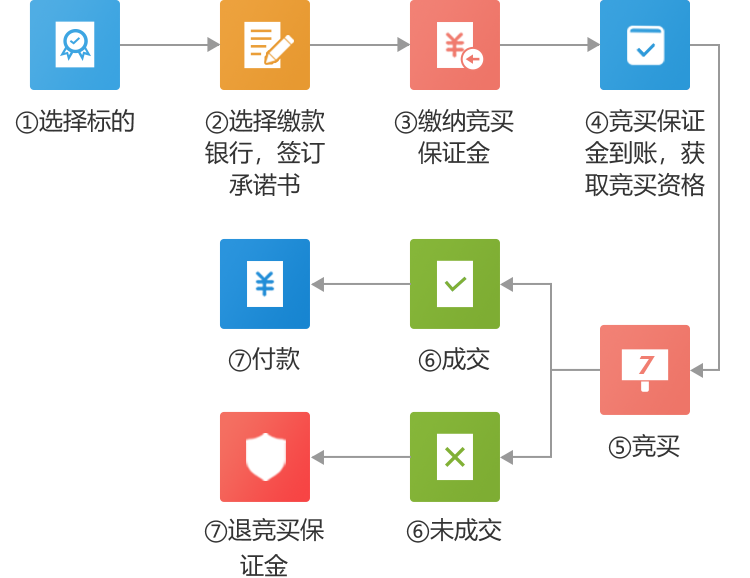 ¥
①选择标的
②选择缴款
银行，签订
承诺书
③缴纳竞买
保证金
④竞买保证
金到账，获
取竞买资格
¥
7
⑦付款
⑥成交
⑤竞买
⑦退竞买保
证金
⑥未成交